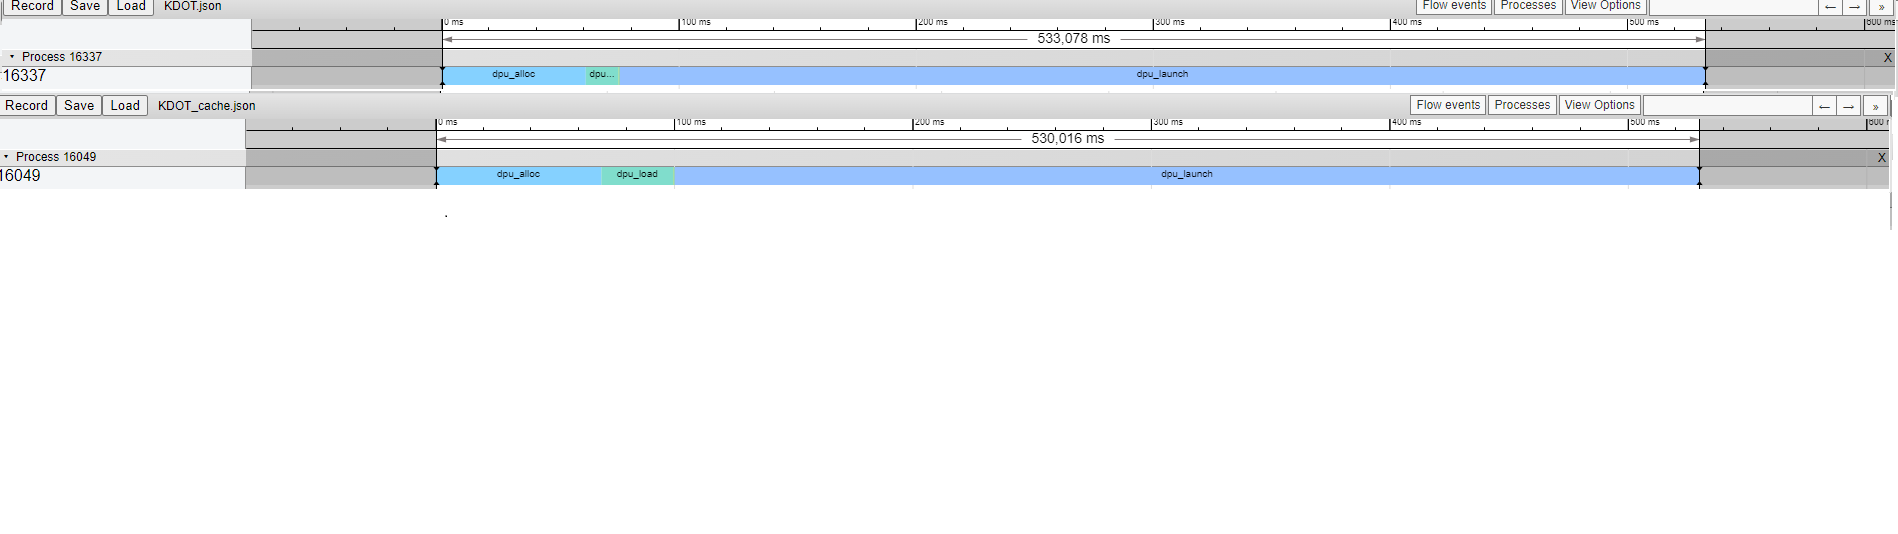 Record Save Load KDOT.json Flow events Processes View Options ← → »
0 ms 100 ms 200 ms 300 ms 400 ms 500 ms 600 ms
533,078 ms
Process 16337 X
16337 dpu_alloc dpu... dpu_launch
Record Save Load KDOT_cache.json Flow events Processes View Options ← → »
0 ms 100 ms 200 ms 300 ms 400 ms 500 ms 600
530,016 ms
Process 16049 X
16049 dpu_alloc dpu_load dpu_launch